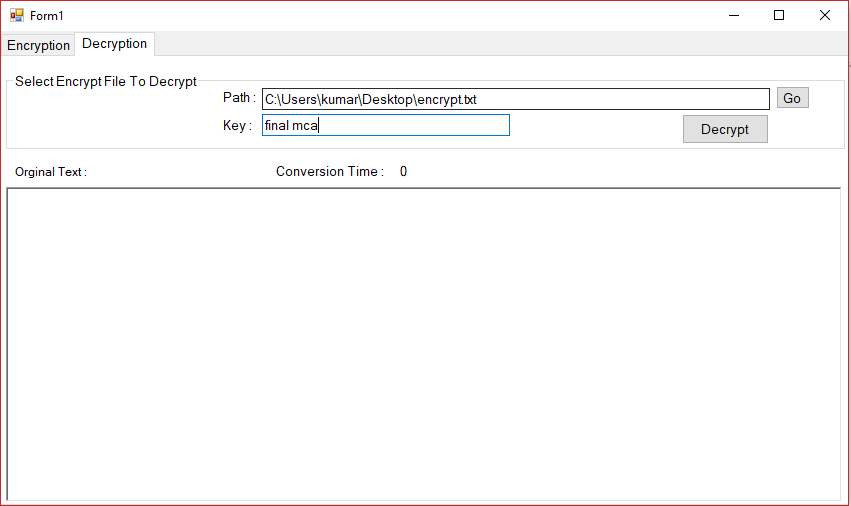 Form1
Encryption Decryption
Select Encrypt File To Decrypt
Path : C:\Users\kumar\Desktop\encrypt.txt Go
Key : final mca Decrypt
Orginal Text : Conversion Time : 0